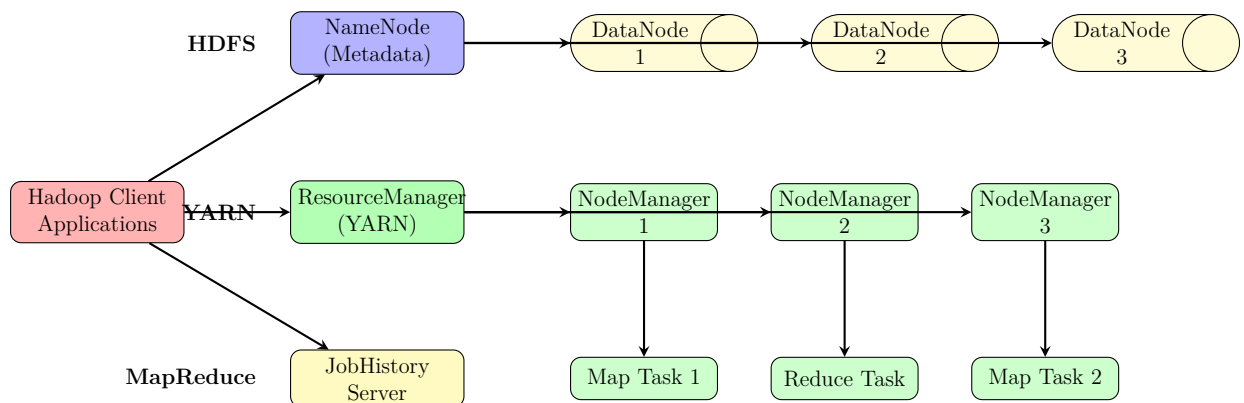 HDFS
NameNode
(Metadata)
DataNode
1
DataNode
2
DataNode
3
Hadoop Client
Applications
YARN
ResourceManager
(YARN)
NodeManager
1
NodeManager
2
NodeManager
3
MapReduce
JobHistory
Server
Map Task 1
Reduce Task
Map Task 2